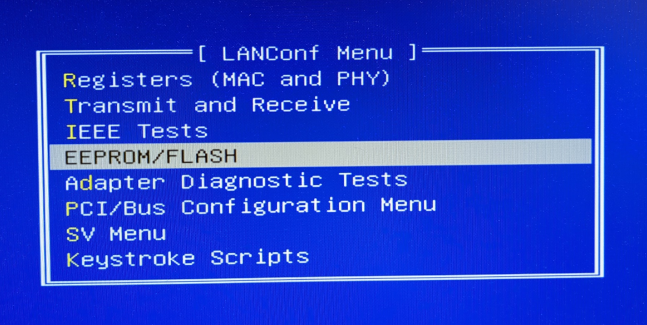 [ LANConf Menu ]
Registers (MAC and PHY)
Transmit and Receive
IEEE Tests
EEPROM/FLASH
Adapter Diagnostic Tests
PCI/Bus Configuration Menu
SV Menu
Keystroke Scripts